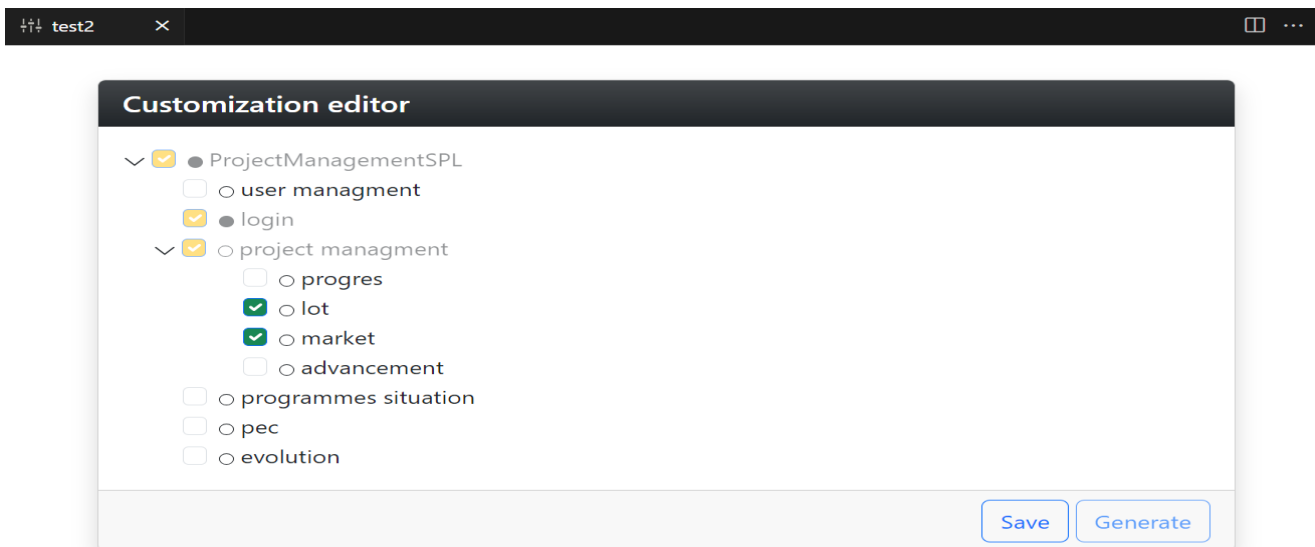 test2
Customization editor
ProjectManagementSPL
user managment
login
project managment
progres
lot
market
advancement
programmes situation
pec
evolution
Save Generate